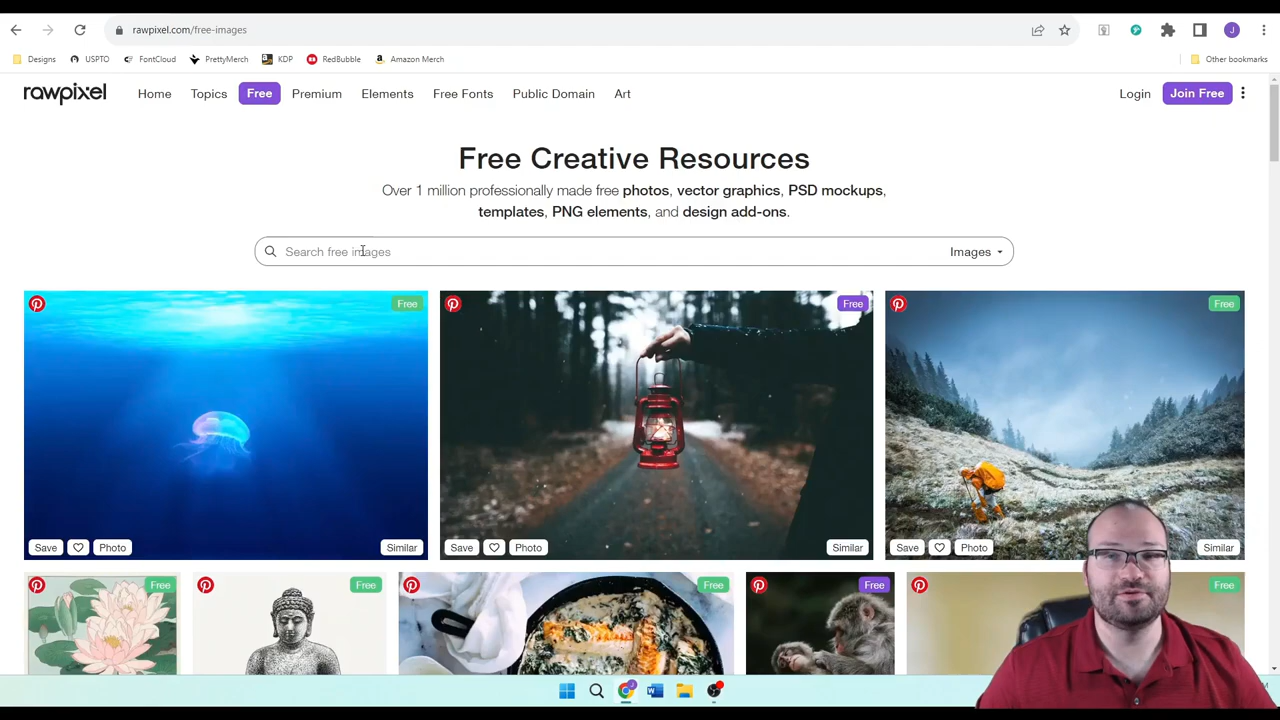 rawpixel.com/free-images
Designs USPTO FontCloud PrettyMerch KDP RedBubble Amazon Merch Other bookmarks
rawpixel Home Topics Free Premium Elements Free Fonts Public Domain Art Login Join Free
Free Creative Resources
Over 1 million professionally made free photos, vector graphics, PSD mockups,
templates, PNG elements, and design add-ons.
Search free images Images
Free Free Free
Save Photo Similar Save Photo Similar Save Photo Similar
Free Free Free Free Free